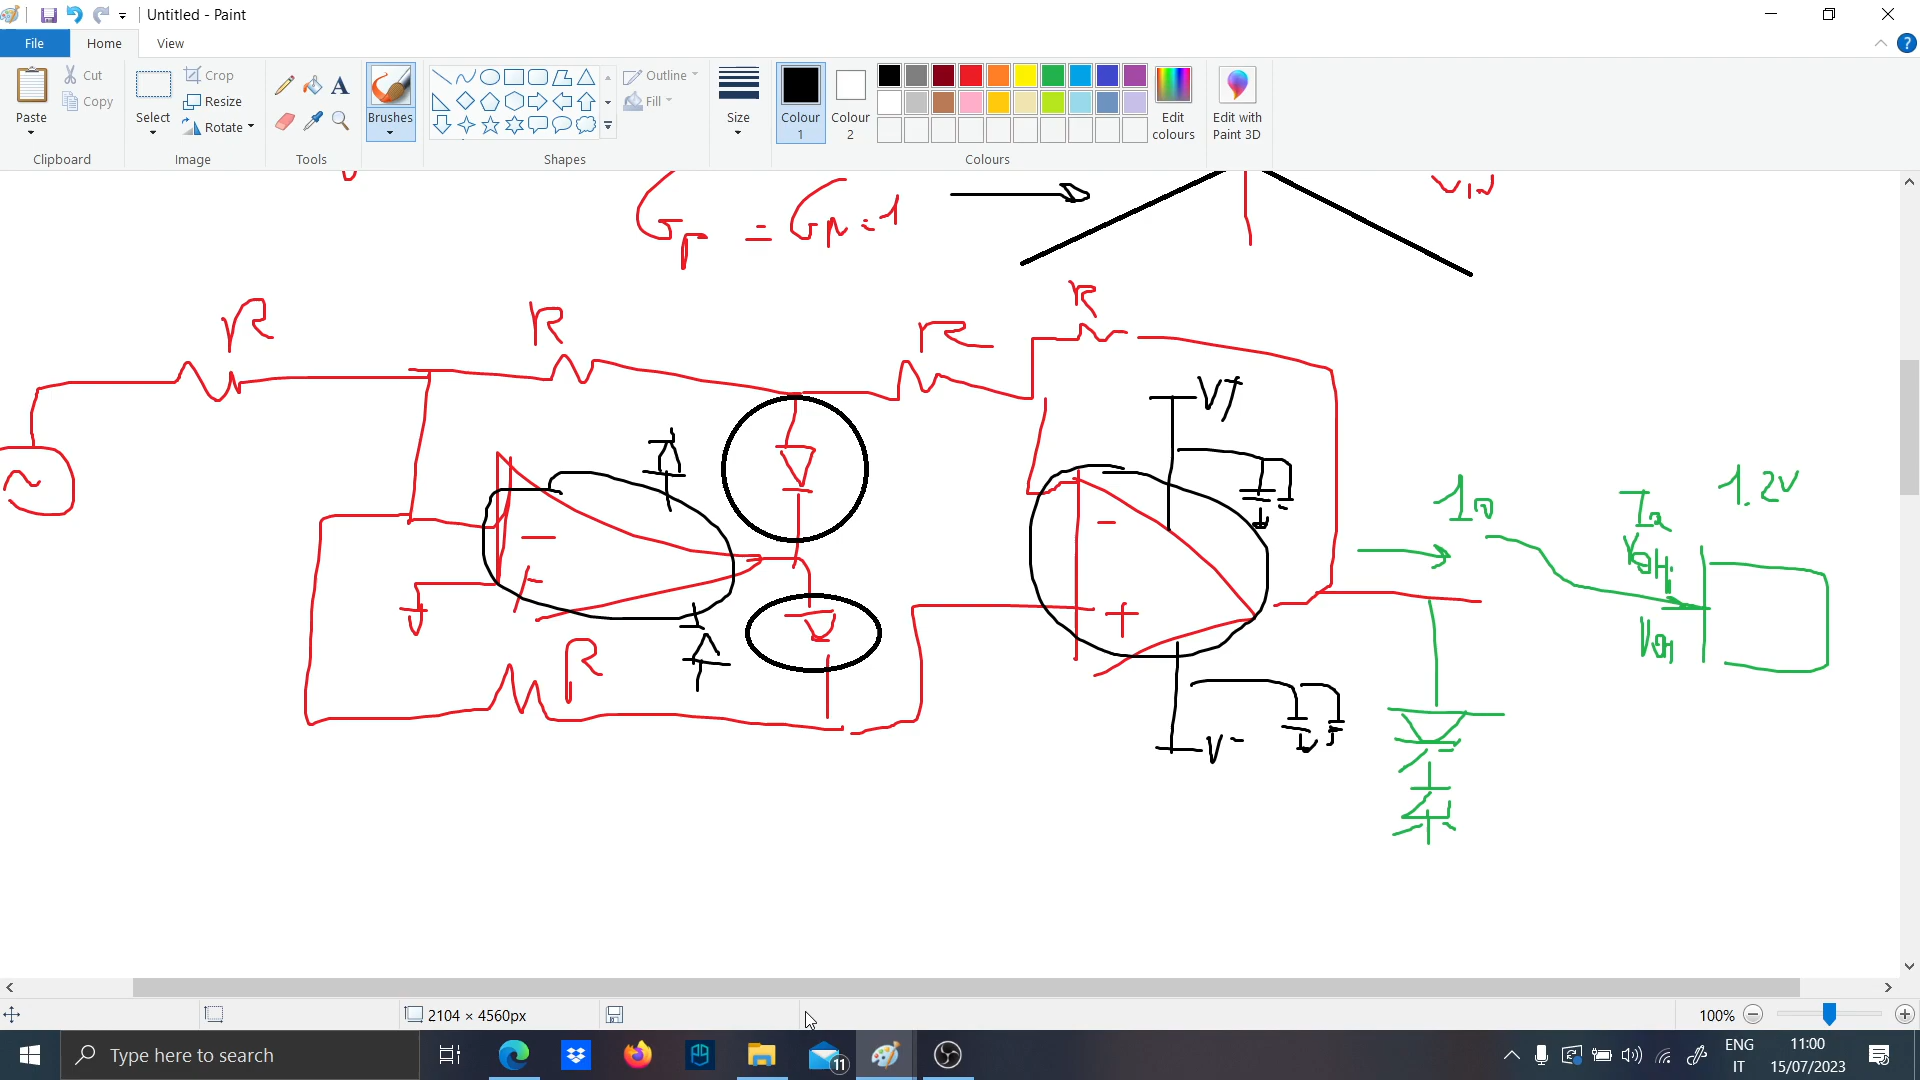 Untitled - Paint
File
Home
View
Paste
Cut
Copy
Clipboard
Select
Crop
Resize
Rotate
Image
Tools
Brushes
Shapes
Outline
Fill
Size
Colour
1
Colour
2
Colours
Edit
colours
Edit with
Paint 3D
VIN
R
R
R
R
V-
-
+
-
+
R
1.2V
2104 × 4560px
100%
Type here to search
11
ENG
IT
11:00
15/07/2023